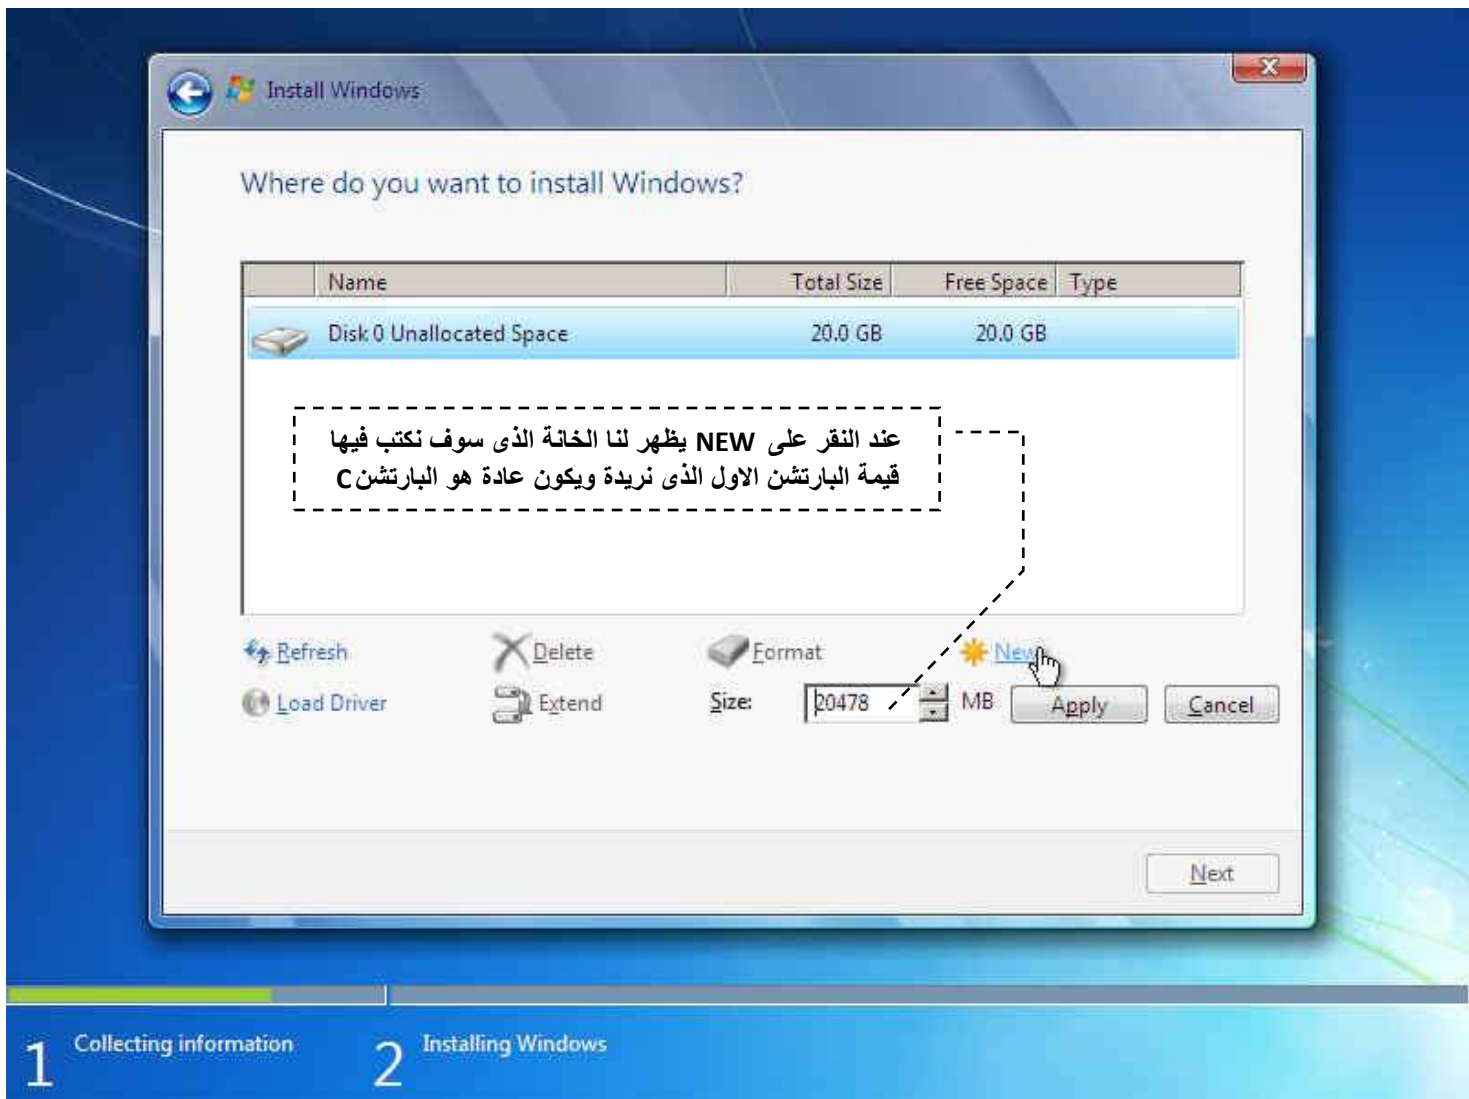 Install Windows
Where do you want to install Windows?
Name Total Size Free Space Type
Disk 0 Unallocated Space 20.0 GB 20.0 GB
عند النقر على NEW يظهر لنا الخانة الذى سوف نكتب فيها
قيمة البارتشن الاول الذى نريدة ويكون عادة هو البارتشن C
Refresh Delete Format New
Load Driver Extend Size: 20478 MB Apply Cancel
Next
1 Collecting information 2 Installing Windows